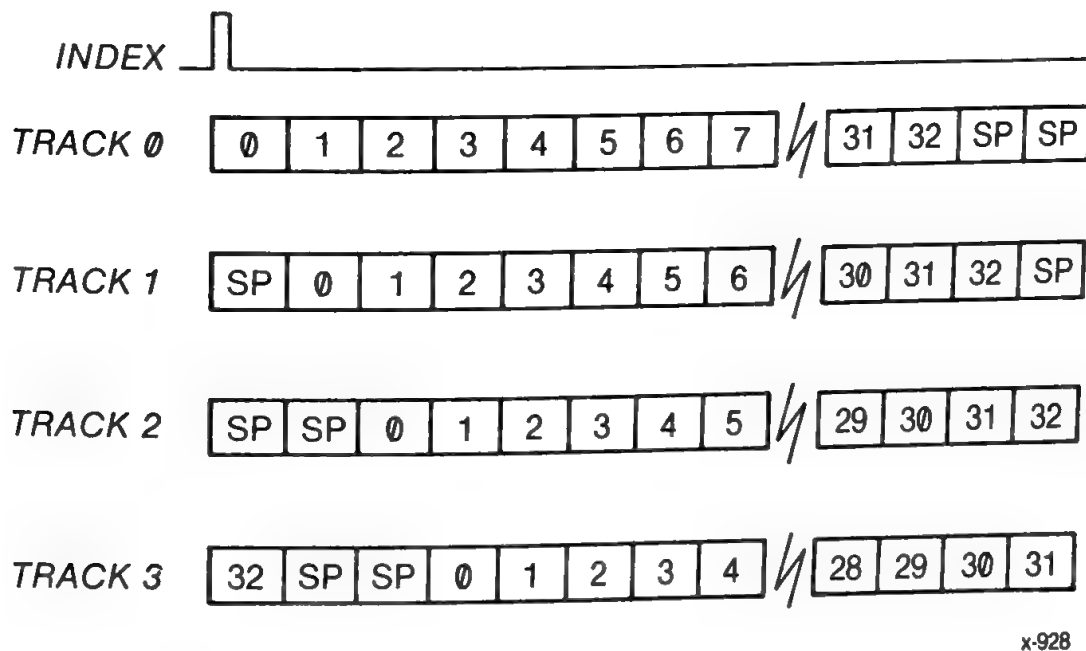 INDEX
TRACK 0 0 1 2 3 4 5 6 7 31 32 SP SP
TRACK 1 SP 0 1 2 3 4 5 6 30 31 32 SP
TRACK 2 SP SP 0 1 2 3 4 5 29 30 31 32
TRACK 3 32 SP SP 0 1 2 3 4 28 29 30 31
x-928